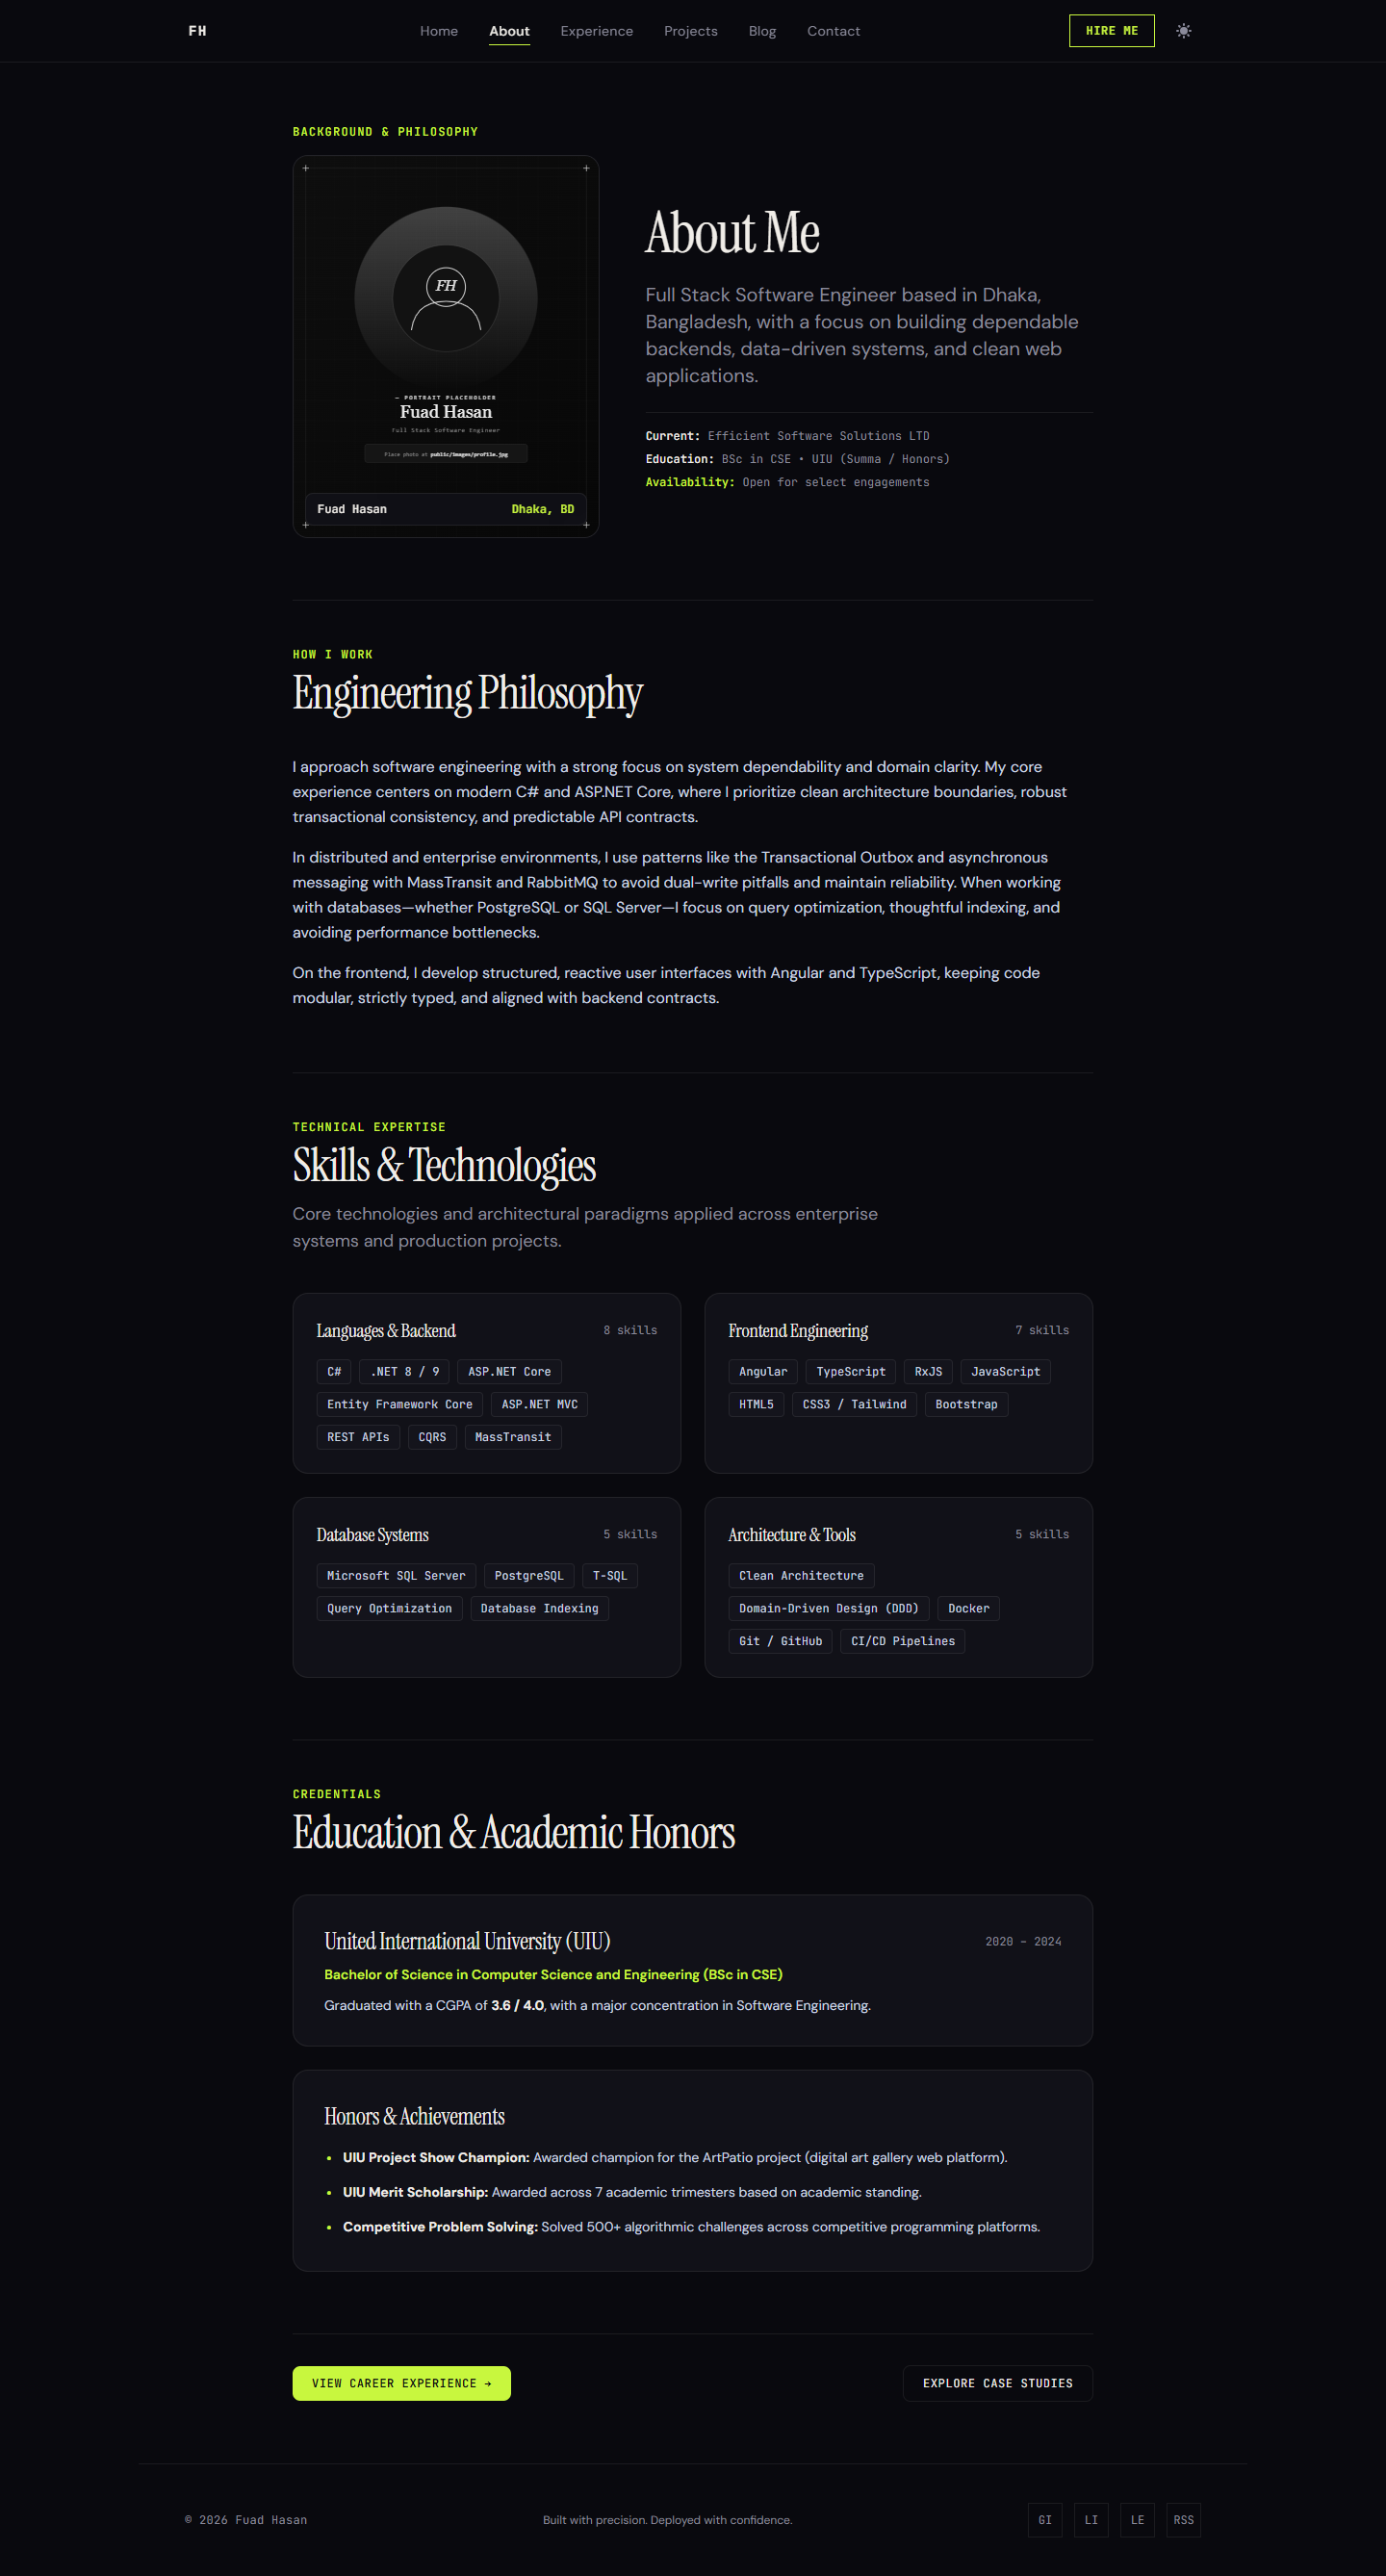 FH
Home About Experience Projects Blog Contact
HIRE ME
BACKGROUND & PHILOSOPHY
FH
— PORTRAIT PLACEHOLDER
Fuad Hasan
Full Stack Software Engineer
Place photo at public/images/profile.jpg
Fuad Hasan Dhaka, BD
About Me
Full Stack Software Engineer based in Dhaka,
Bangladesh, with a focus on building dependable
backends, data-driven systems, and clean web
applications.
Current: Efficient Software Solutions LTD
Education: BSc in CSE • UIU (Summa / Honors)
Availability: Open for select engagements
HOW I WORK
Engineering Philosophy
I approach software engineering with a strong focus on system dependability and domain clarity. My core
experience centers on modern C# and ASP.NET Core, where I prioritize clean architecture boundaries, robust
transactional consistency, and predictable API contracts.
In distributed and enterprise environments, I use patterns like the Transactional Outbox and asynchronous
messaging with MassTransit and RabbitMQ to avoid dual-write pitfalls and maintain reliability. When working
with databases—whether PostgreSQL or SQL Server—I focus on query optimization, thoughtful indexing, and
avoiding performance bottlenecks.
On the frontend, I develop structured, reactive user interfaces with Angular and TypeScript, keeping code
modular, strictly typed, and aligned with backend contracts.
TECHNICAL EXPERTISE
Skills & Technologies
Core technologies and architectural paradigms applied across enterprise
systems and production projects.
Languages & Backend 8 skills
C# .NET 8 / 9 ASP.NET Core
Entity Framework Core ASP.NET MVC
REST APIs CQRS MassTransit
Frontend Engineering 7 skills
Angular TypeScript RxJS JavaScript
HTML5 CSS3 / Tailwind Bootstrap
Database Systems 5 skills
Microsoft SQL Server PostgreSQL T-SQL
Query Optimization Database Indexing
Architecture & Tools 5 skills
Clean Architecture
Domain-Driven Design (DDD) Docker
Git / GitHub CI/CD Pipelines
CREDENTIALS
Education & Academic Honors
United International University (UIU) 2020 – 2024
Bachelor of Science in Computer Science and Engineering (BSc in CSE)
Graduated with a CGPA of 3.6 / 4.0, with a major concentration in Software Engineering.
Honors & Achievements
• UIU Project Show Champion: Awarded champion for the ArtPatio project (digital art gallery web platform).
• UIU Merit Scholarship: Awarded across 7 academic trimesters based on academic standing.
• Competitive Problem Solving: Solved 500+ algorithmic challenges across competitive programming platforms.
VIEW CAREER EXPERIENCE →
EXPLORE CASE STUDIES
© 2026 Fuad Hasan
Built with precision. Deployed with confidence.
GI LI LE RSS